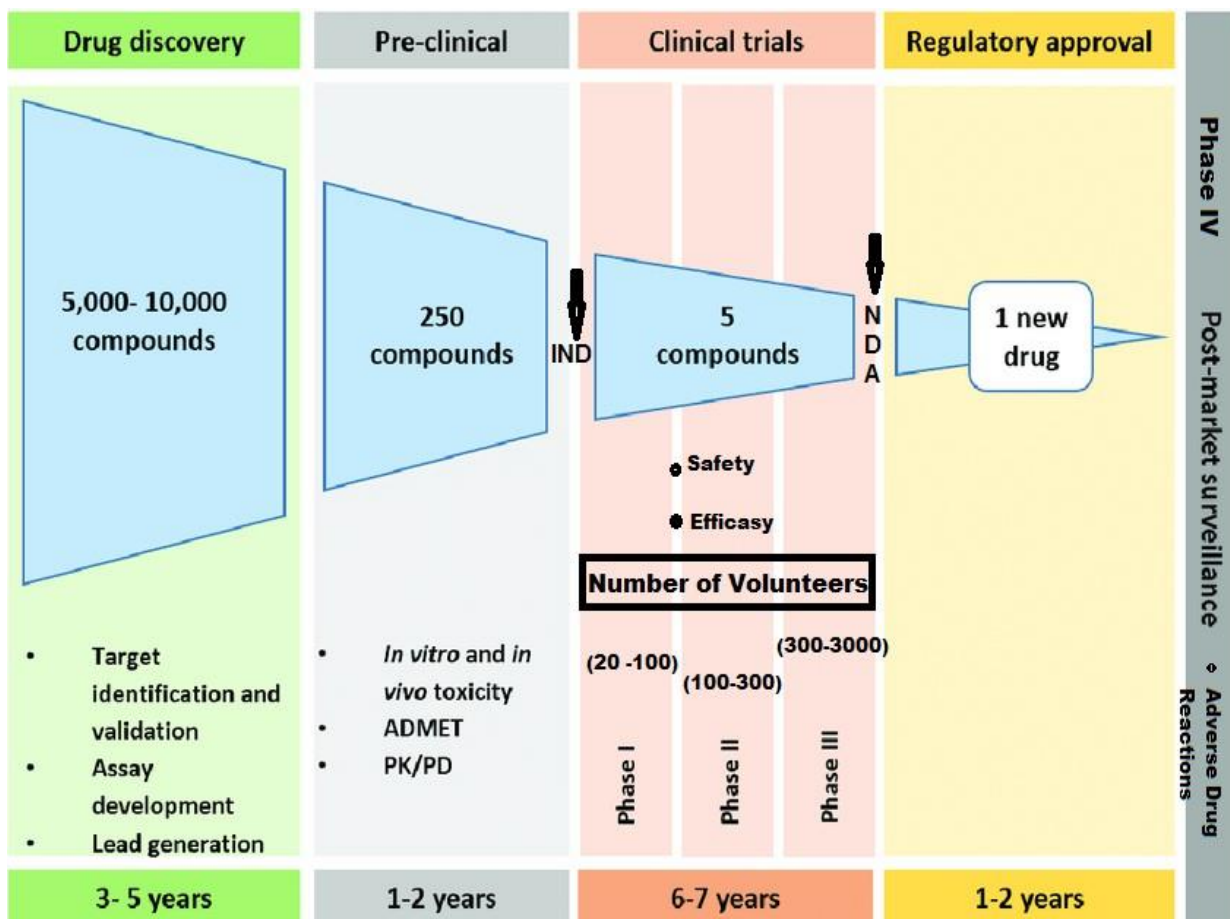 Drug discovery
Pre-clinical
Clinical trials
Regulatory approval
5,000- 10,000
compounds
250
compounds
IND
5
compounds
N
D
A
1 new
drug
Safety
Efficasy
Number of Volunteers
(20 -100)
(100-300)
(300-3000)
Phase I
Phase II
Phase III
• Target
identification and
validation
• Assay
development
• Lead generation
• In vitro and in
vivo toxicity
• ADMET
• PK/PD
3- 5 years
1-2 years
6-7 years
1-2 years
Phase IV
Post-market surveillance
Adverse Drug
Reactions